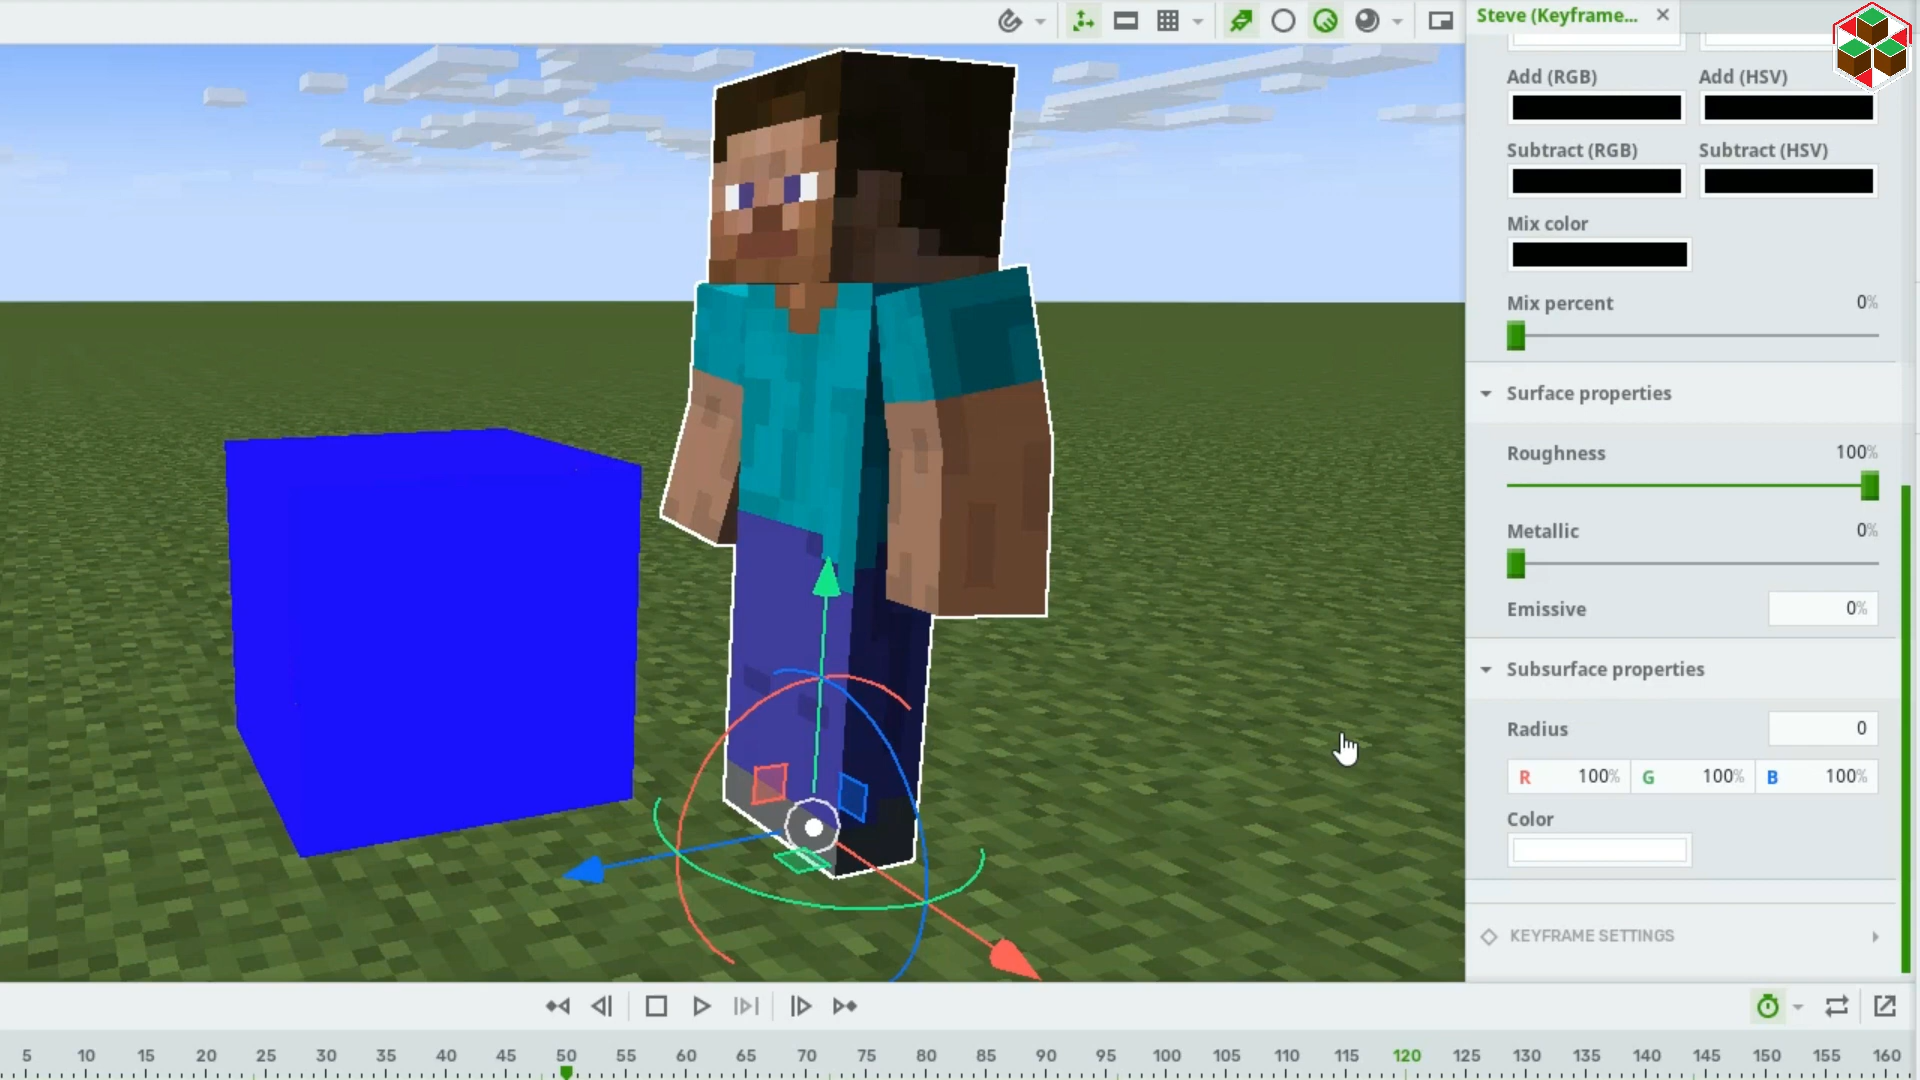 Steve (Keyframe...
Add (RGB) Add (HSV)
Subtract (RGB) Subtract (HSV)
Mix color
Mix percent 0%
Surface properties
Roughness 100%
Metallic 0%
Emissive 0%
Subsurface properties
Radius 0
R 100% G 100% B 100%
Color
KEYFRAME SETTINGS
5 10 15 20 25 30 35 40 45 50 55 60 65 70 75 80 85 90 95 100 105 110 115 120 125 130 135 140 145 150 155 160